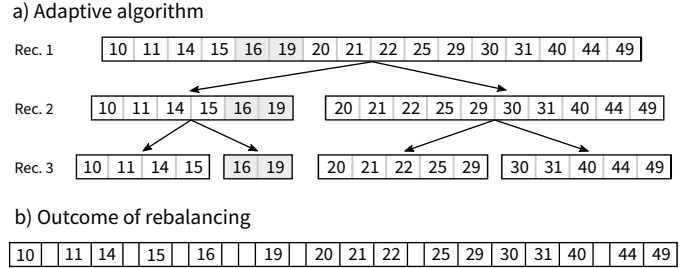 a) Adaptive algorithm
Rec. 1 10 11 14 15 16 19 20 21 22 25 29 30 31 40 44 49
Rec. 2 10 11 14 15 16 19 20 21 22 25 29 30 31 40 44 49
Rec. 3 10 11 14 15 16 19 20 21 22 25 29 30 31 40 44 49
b) Outcome of rebalancing
10 11 14 15 16 19 20 21 22 25 29 30 31 40 44 49